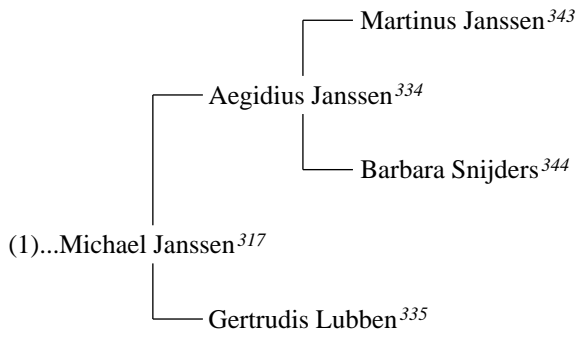 Martinus Janssen343
Aegidius Janssen334
Barbara Snijders344
(1)...Michael Janssen317
Gertrudis Lubben335